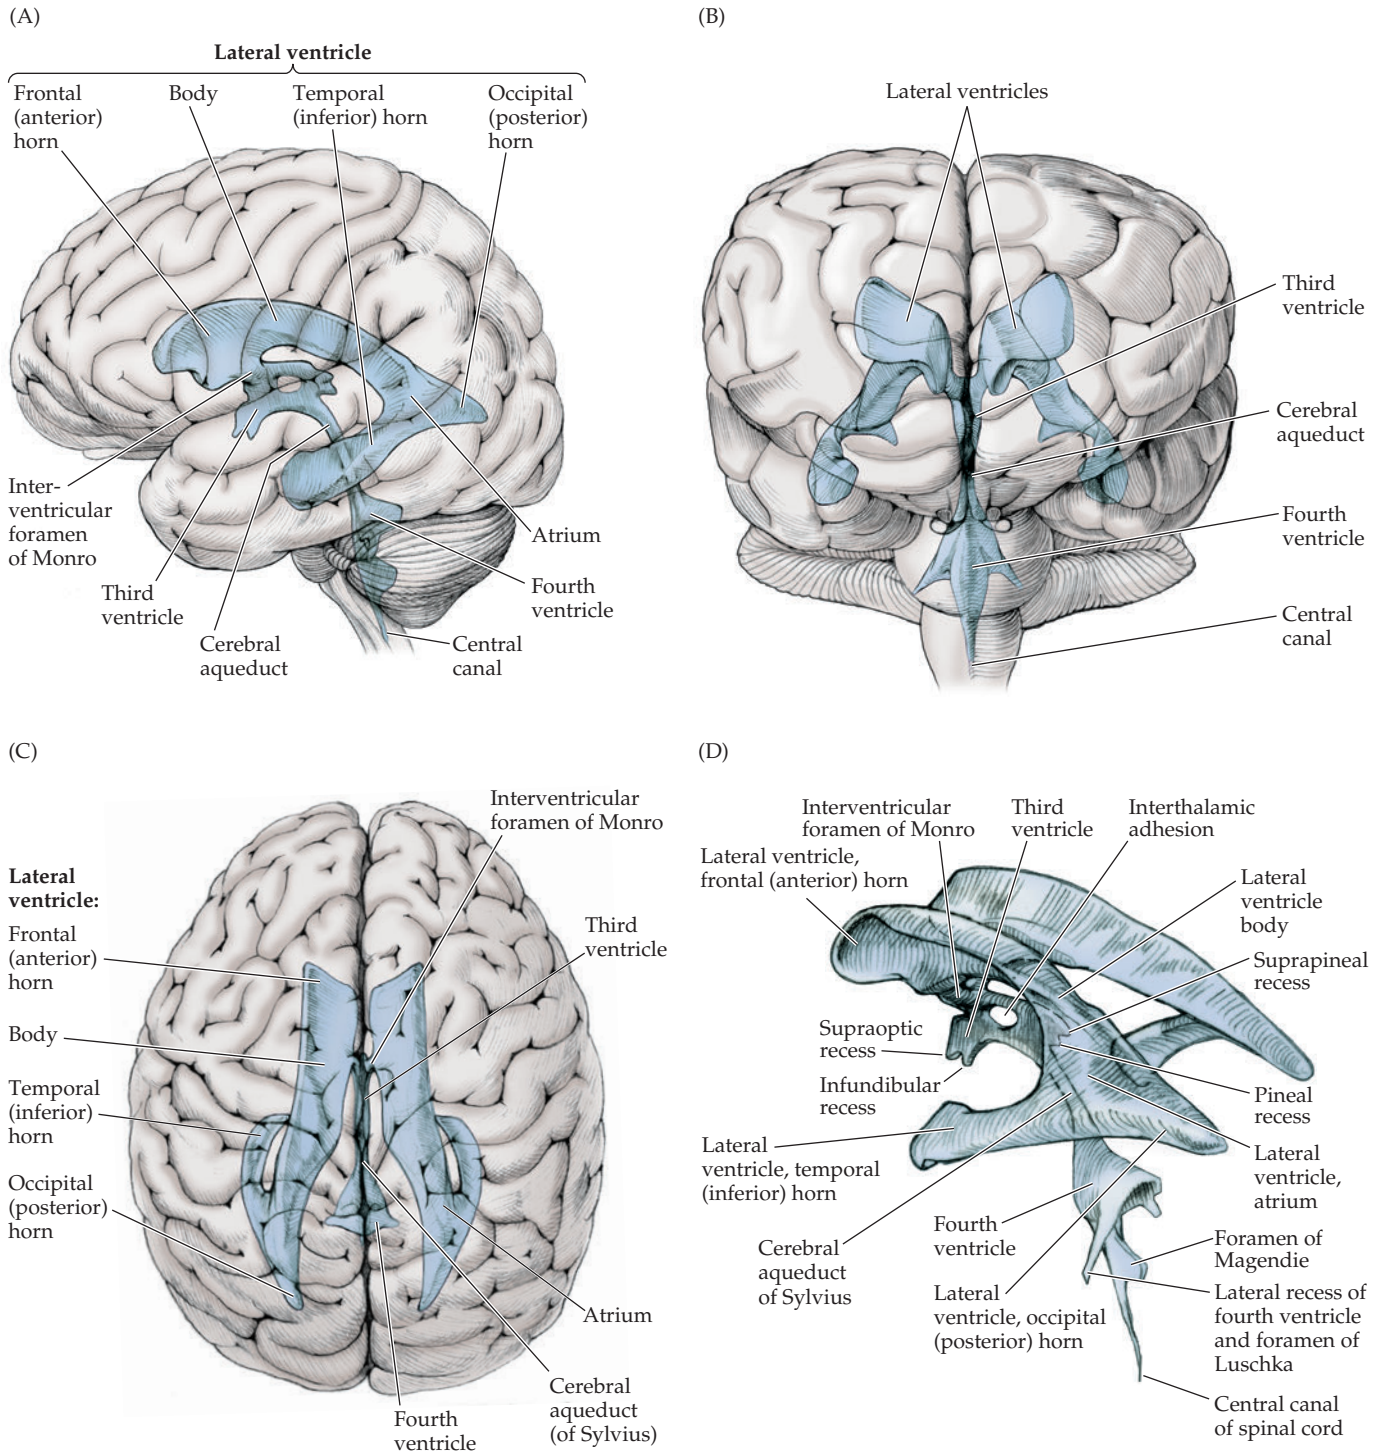 (A)
Lateral ventricle
Frontal
(anterior)
horn
Body
Temporal
(inferior) horn
Occipital
(posterior)
horn
Inter-
ventricular
foramen
of Monro
Third
ventricle
Cerebral
aqueduct
Central
canal
Fourth
ventricle
Atrium
(B)
Lateral ventricles
Third
ventricle
Cerebral
aqueduct
Fourth
ventricle
Central
canal
(C)
Interventricular
foramen of Monro
Lateral
ventricle:
Frontal
(anterior)
horn
Body
Temporal
(inferior)
horn
Occipital
(posterior)
horn
Third
ventricle
Atrium
Cerebral
aqueduct
(of Sylvius)
Fourth
ventricle
(D)
Interventricular
foramen of Monro
Third
ventricle
Interthalamic
adhesion
Lateral ventricle,
frontal (anterior) horn
Lateral
ventricle
body
Suprapineal
recess
Supraoptic
recess
Infundibular
recess
Pineal
recess
Lateral
ventricle, temporal
(inferior) horn
Lateral
ventricle,
atrium
Cerebral
aqueduct
of Sylvius
Fourth
ventricle
Lateral
ventricle, occipital
(posterior) horn
Foramen of
Magendie
Lateral recess of
fourth ventricle
and foramen of
Luschka
Central canal
of spinal cord